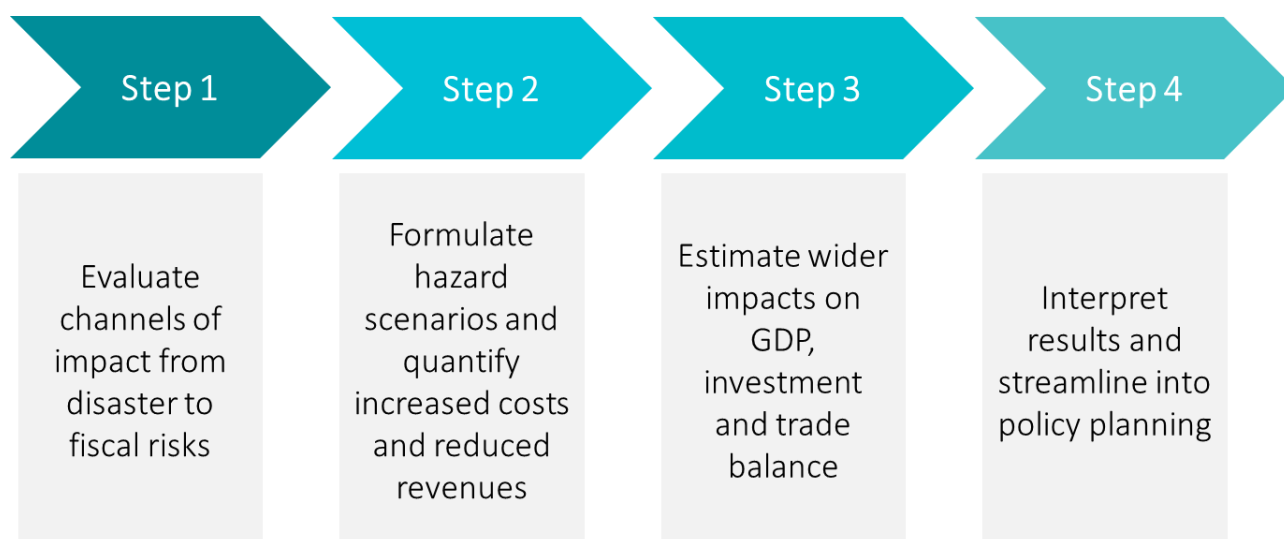 Step 1
Step 2
Step 3
Step 4
Evaluate
channels of
impact from
disaster to
fiscal risks
Formulate
hazard
scenarios and
quantify
increased costs
and reduced
revenues
Estimate wider
impacts on
GDP,
investment
and trade
balance
Interpret
results and
streamline into
policy planning